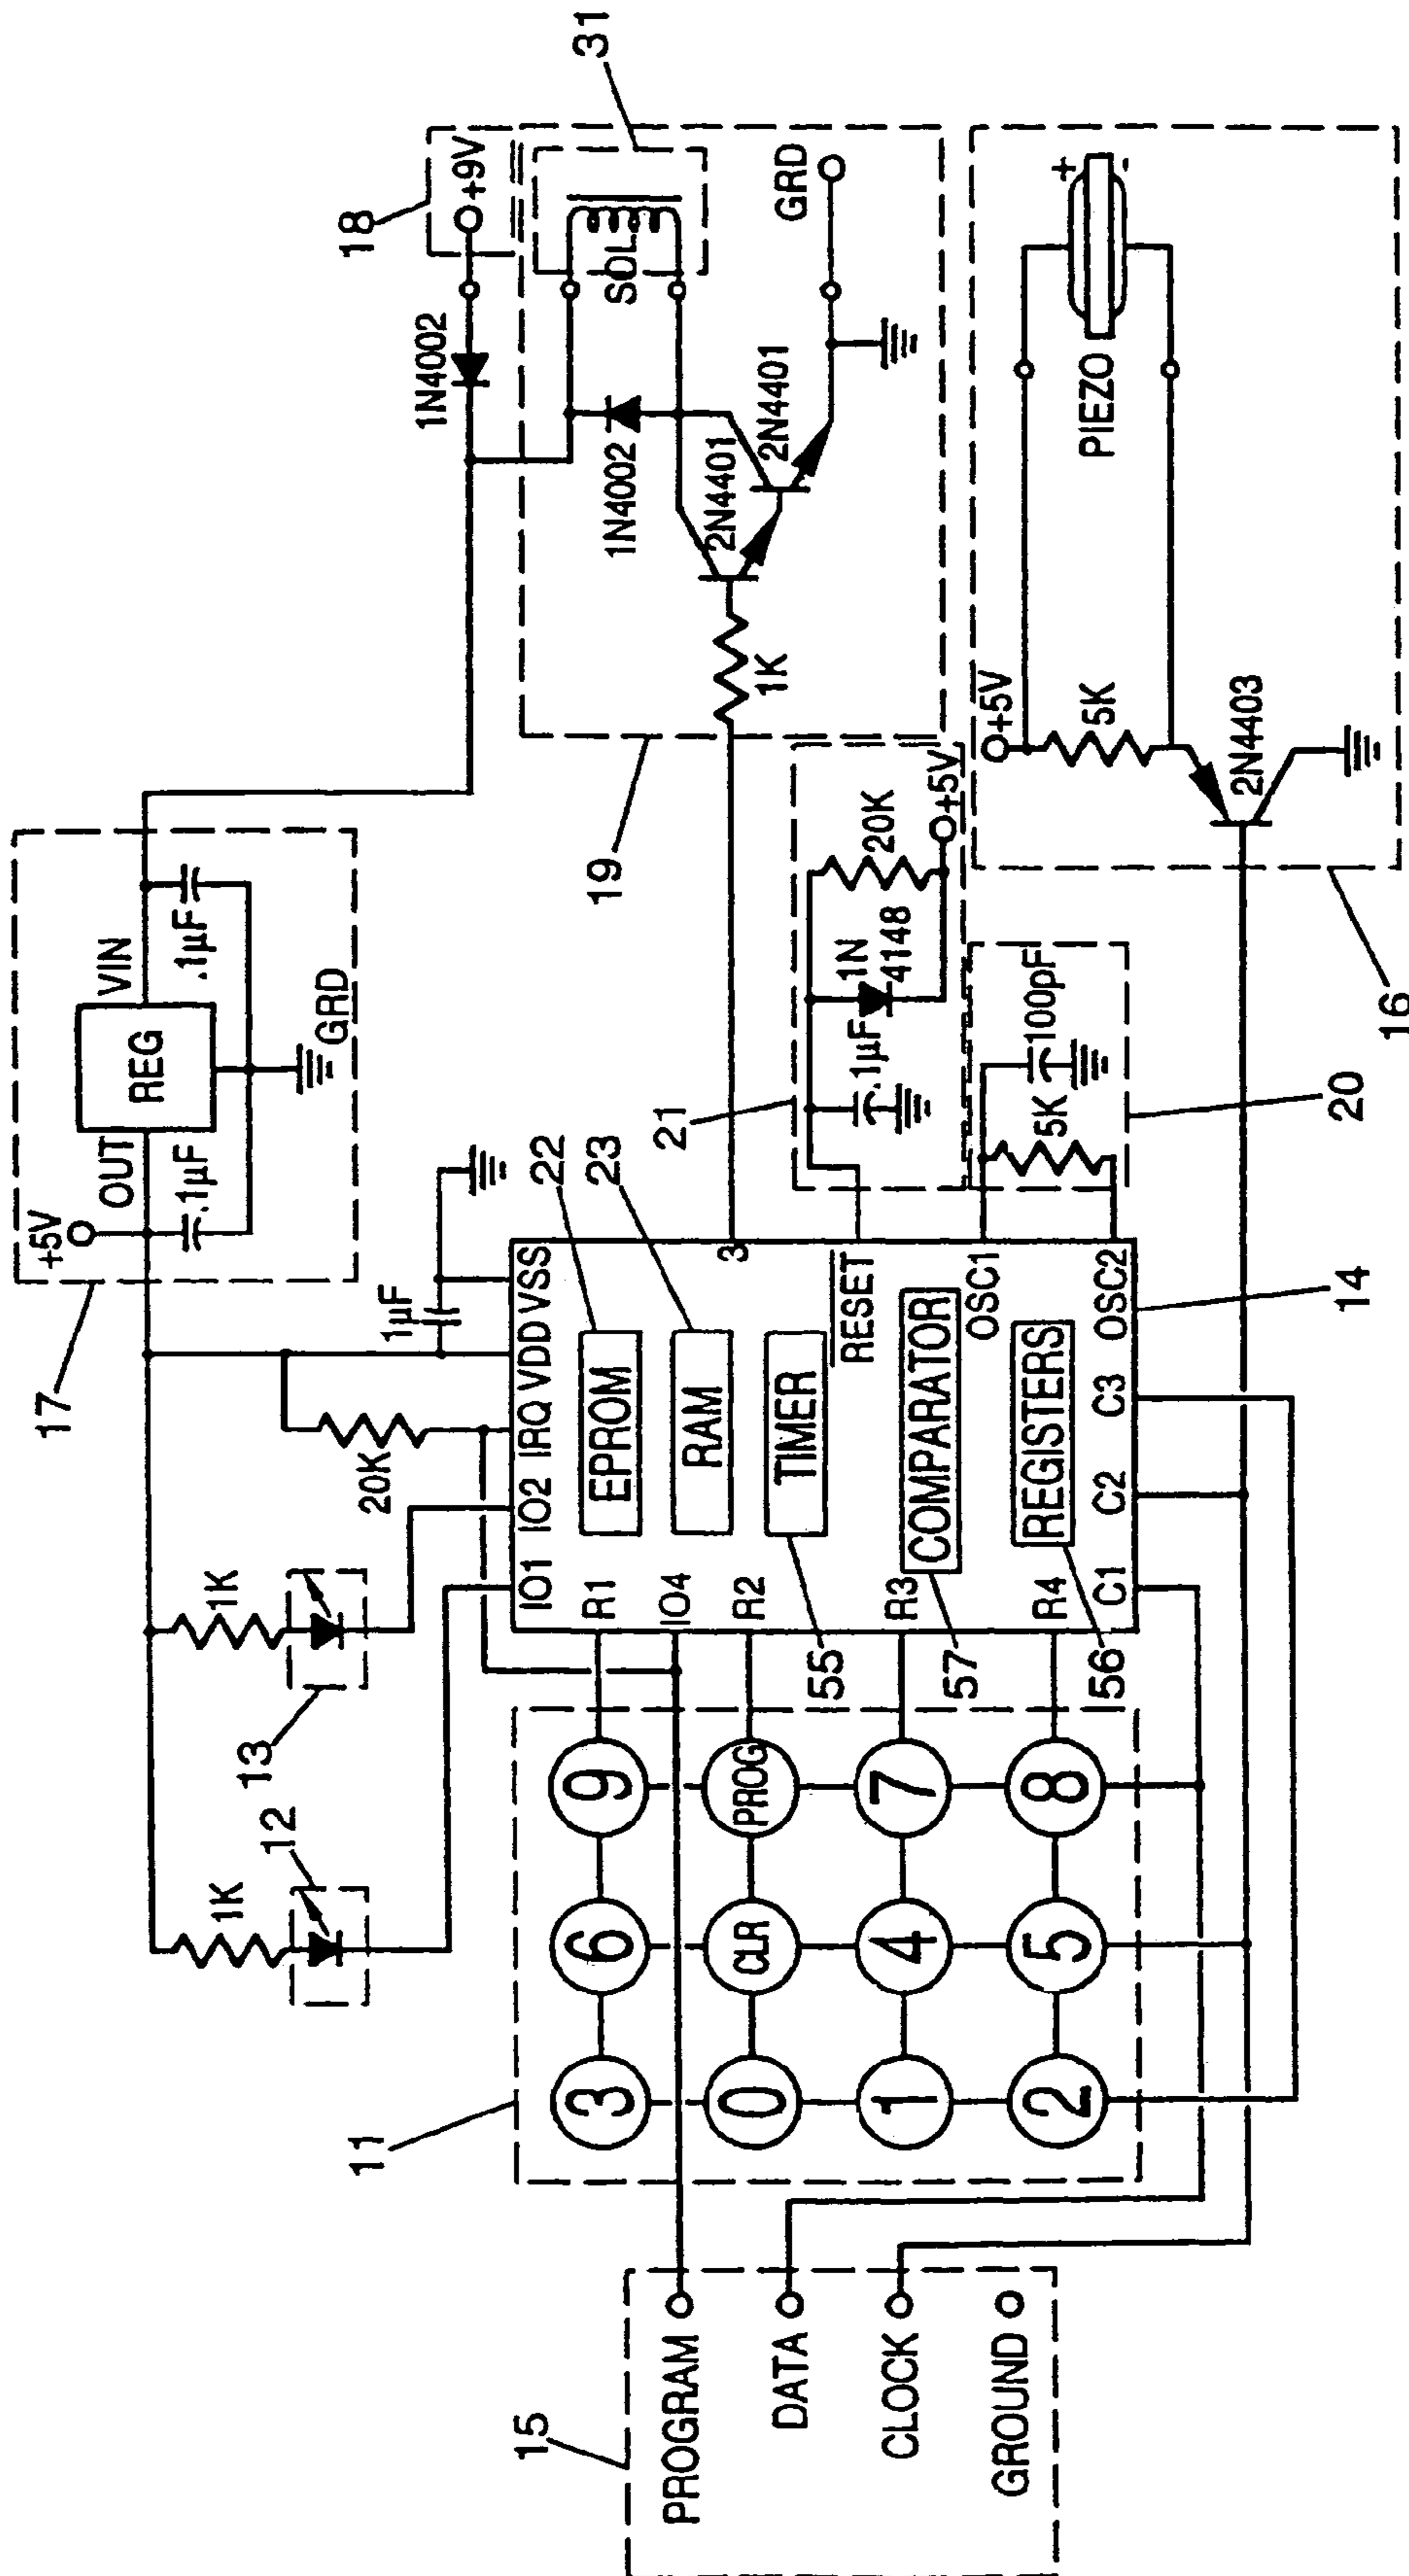 17
+5V
OUT
REG
VIN
.1µF
.1µF
GRD
18
+9V
1N4002
31
SOL
1N4002
2N4401
2N4401
GRD
1K
19
12
1K
13
1K
20K
1µF
IO1
IO2
IRQ
VDD
VSS
R1
IO4
R2
R3
R4
C1
C2
C3
3
RESET
OSC1
OSC2
EPROM
RAM
TIMER
COMPARATOR
REGISTERS
22
23
55
57
56
14
21
.1µF
1N
4148
20K
+5V
5K
100pF
20
+5V
5K
2N4403
PIEZO
+
-
16
11
3
6
9
0
CLR
PROG
1
4
7
2
5
8
15
PROGRAM
DATA
CLOCK
GROUND